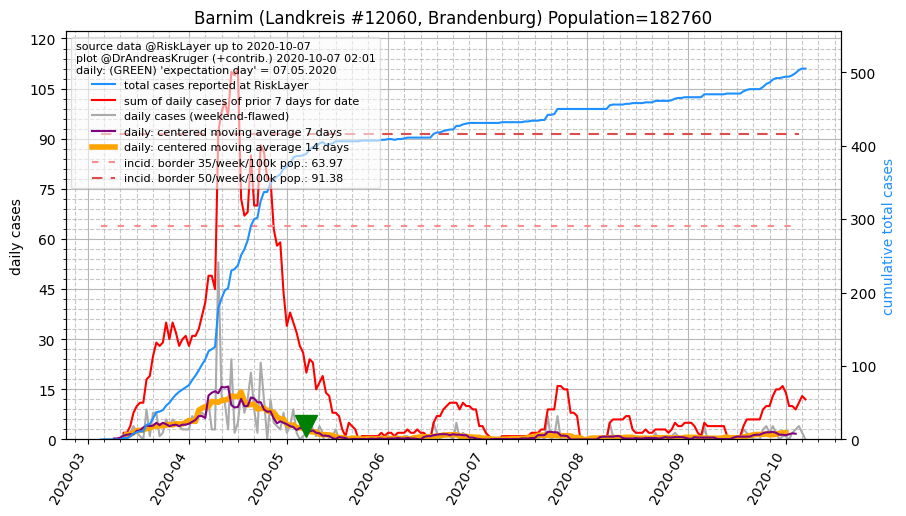 Barnim (Landkreis #12060, Brandenburg) Population=182760
source data @RiskLayer up to 2020-10-07
plot @DrAndreasKruger (+contrib.) 2020-10-07 02:01
daily: (GREEN) 'expectation day' = 07.05.2020
total cases reported at RiskLayer
sum of daily cases of prior 7 days for date
daily cases (weekend-flawed)
daily: centered moving average 7 days
daily: centered moving average 14 days
incid. border 35/week/100k pop.: 63.97
incid. border 50/week/100k pop.: 91.38
daily cases
120
105
90
75
60
45
30
15
0
cumulative total cases
500
400
300
200
100
0
2020-03
2020-04
2020-05
2020-06
2020-07
2020-08
2020-09
2020-10